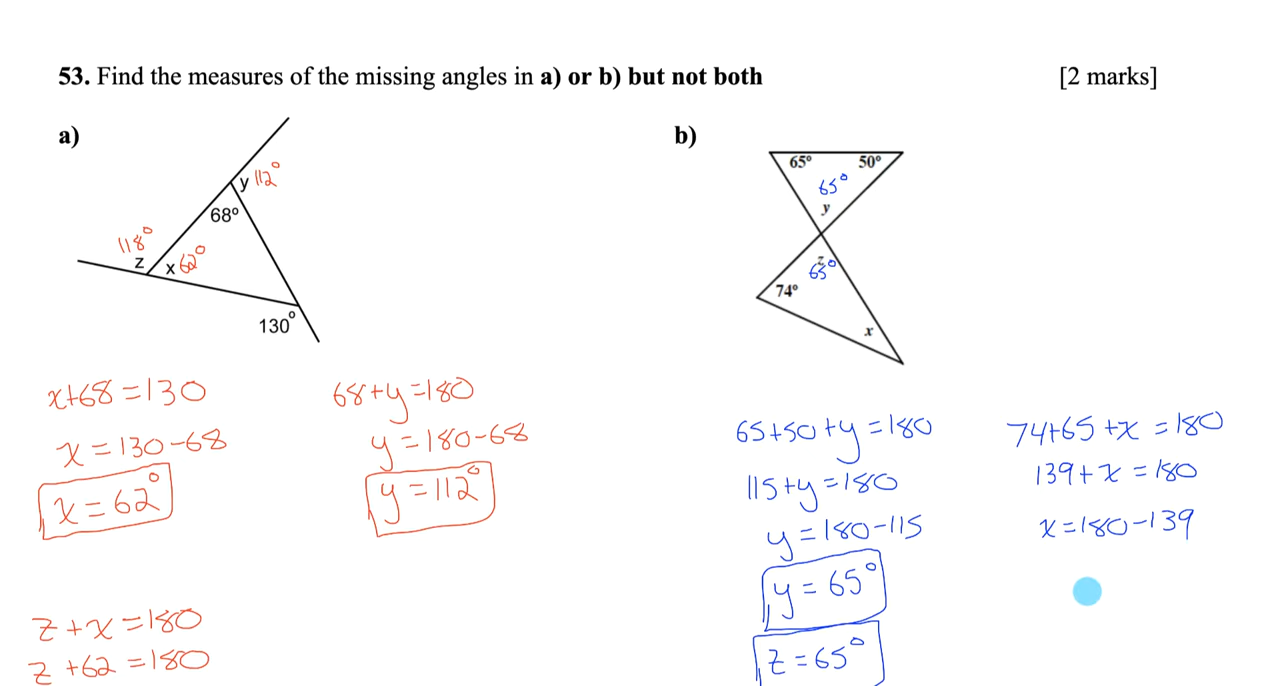 53. Find the measures of the missing angles in a) or b) but not both [2 marks]
a)
y 112°
68°
118°
z x 62°
130°
x+68=130
x=130-68
x=62°
68+y=180
y=180-68
y=112°
z+x=180
z+62=180
b)
65° 50°
65°
y
z
65°
74°
x
65+50+y=180
115+y=180
y=180-115
y=65°
z=65°
74+65+x=180
139+x=180
x=180-139